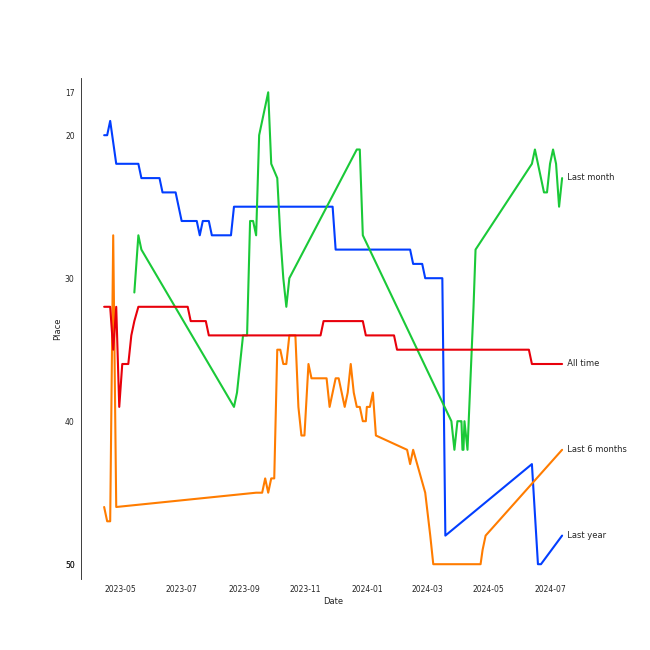 17
20
Last month
30
Place
All time
40
Last 6 months
Last year
50
2023-05 2023-07 2023-09 2023-11 2024-01 2024-03 2024-05 2024-07
Date